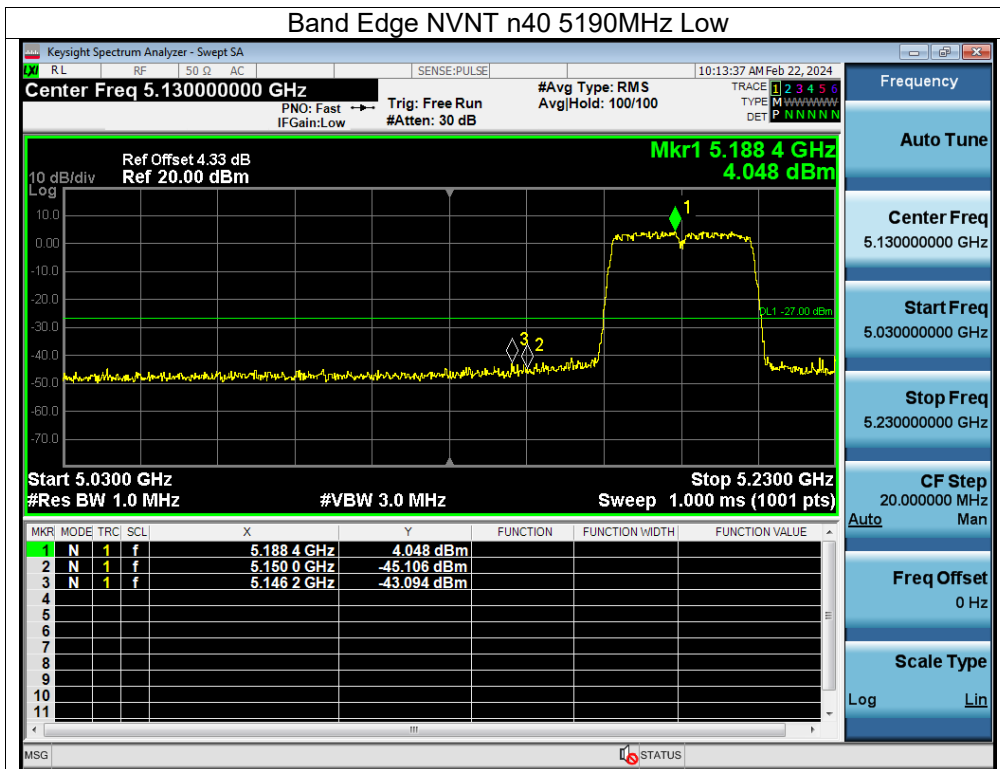 Band Edge NVNT n40 5190MHz Low
Keysight Spectrum Analyzer - Swept SA
LXI RL RF 50 Ω AC SENSE:PULSE 10:13:37 AM Feb 22, 2024
Center Freq 5.130000000 GHz #Avg Type: RMS TRACE 1 2 3 4 5 6
PNO: Fast Trig: Free Run Avg|Hold: 100/100 TYPE M WWWWW
IFGain:Low #Atten: 30 dB DET P N N N N N
Mkr1 5.188 4 GHz
4.048 dBm
Ref Offset 4.33 dB
10 dB/div Ref 20.00 dBm
Log
10.0
0.00
-10.0
-20.0
-30.0
-40.0
-50.0
-60.0
-70.0
1
DL1 -27.00 dBm
3 2
Start 5.0300 GHz Stop 5.2300 GHz
#Res BW 1.0 MHz #VBW 3.0 MHz Sweep 1.000 ms (1001 pts)
MKR MODE TRC SCL X Y FUNCTION FUNCTION WIDTH FUNCTION VALUE
1 N 1 f 5.188 4 GHz 4.048 dBm
2 N 1 f 5.150 0 GHz -45.106 dBm
3 N 1 f 5.146 2 GHz -43.094 dBm
4
5
6
7
8
9
10
11
MSG STATUS
Frequency
Auto Tune
Center Freq
5.130000000 GHz
Start Freq
5.030000000 GHz
Stop Freq
5.230000000 GHz
CF Step
20.000000 MHz
Auto Man
Freq Offset
0 Hz
Scale Type
Log Lin